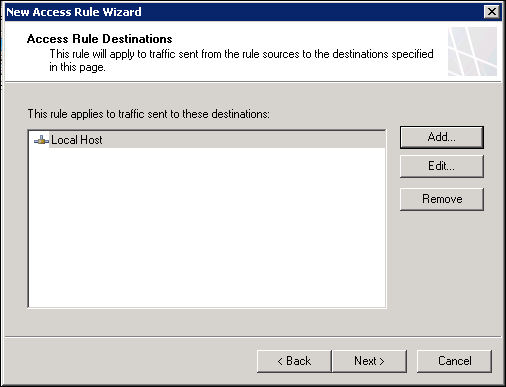 New Access Rule Wizard
Access Rule Destinations
This rule will apply to traffic sent from the rule sources to the destinations specified
in this page.
This rule applies to traffic sent to these destinations:
Local Host
Add...
Edit...
Remove
< Back
Next >
Cancel